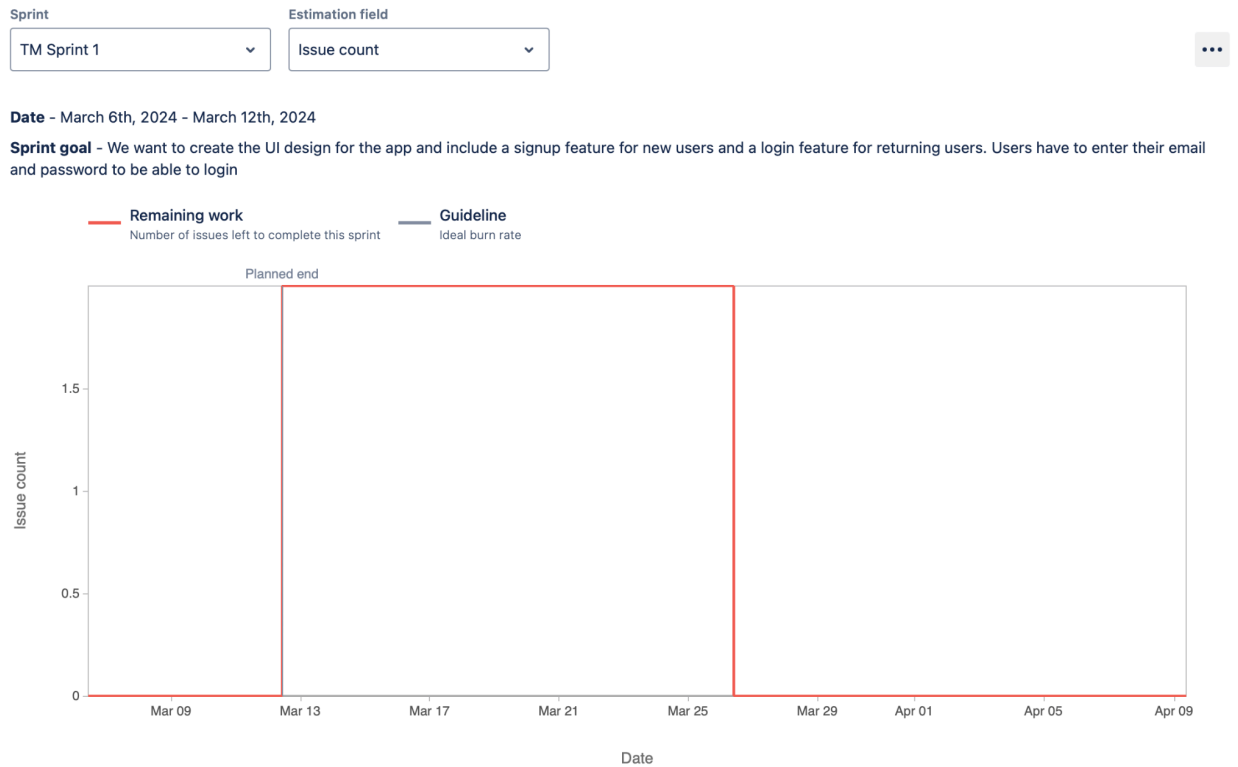 Sprint
Estimation field
TM Sprint 1
Issue count
Date - March 6th, 2024 - March 12th, 2024
Sprint goal - We want to create the UI design for the app and include a signup feature for new users and a login feature for returning users. Users have to enter their email
and password to be able to login
Remaining work
Number of issues left to complete this sprint
Guideline
Ideal burn rate
Planned end
1.5
1
0.5
0
Issue count
Mar 09
Mar 13
Mar 17
Mar 21
Mar 25
Mar 29
Apr 01
Apr 05
Apr 09
Date